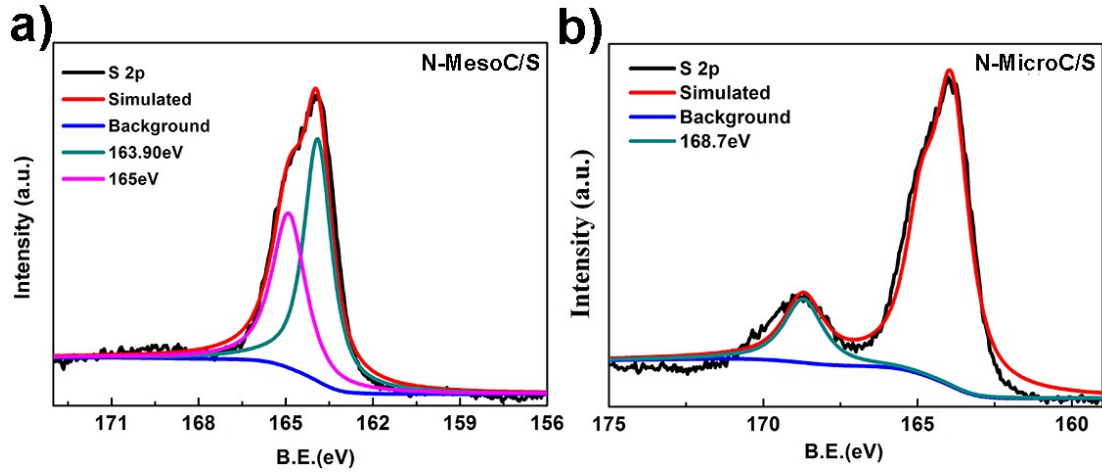 a)
N-MesoC/S
S 2p
Simulated
Background
163.90eV
165eV
Intensity (a.u.)
171 168 165 162 159 156
B.E.(eV)
b)
N-MicroC/S
S 2p
Simulated
Background
168.7eV
Intensity (a.u.)
175 170 165 160
B.E.(eV)